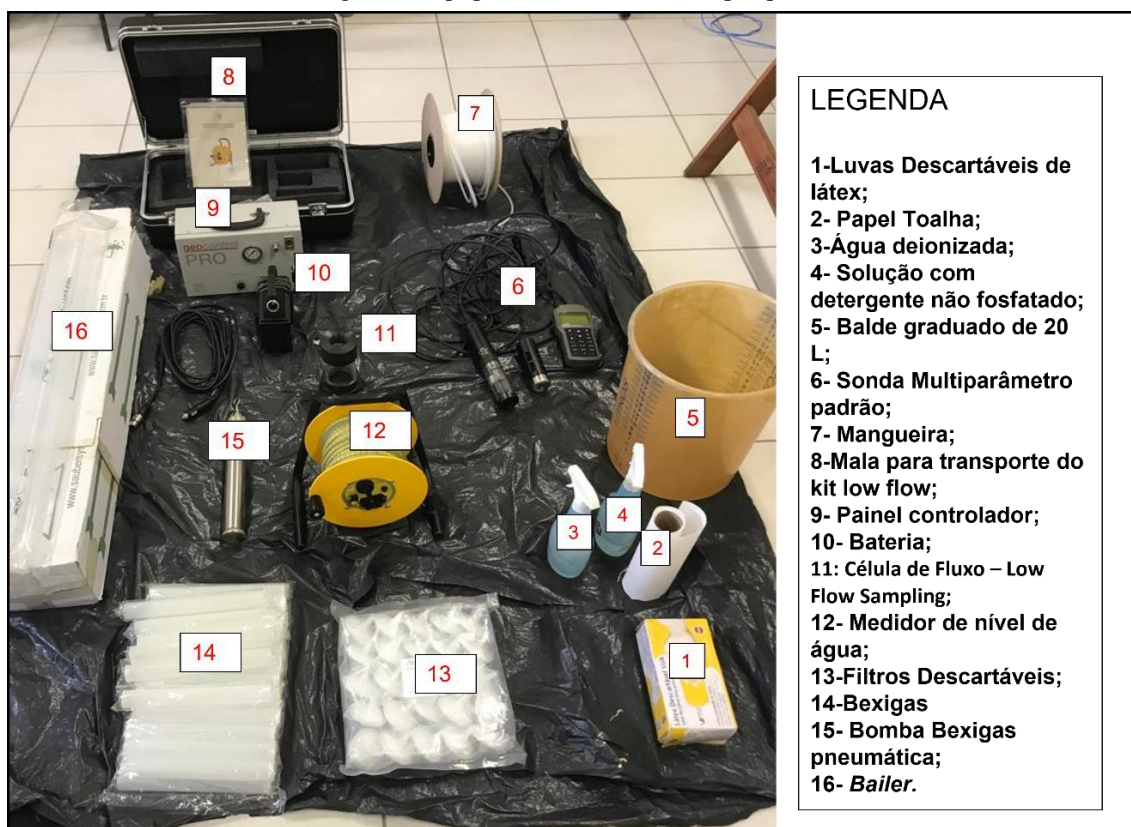 8
7
9
geocontrol
PRO
10
6
11
16
www.saubersy
5
12
15
4
3
2
14
13
1
LEGENDA
1-Luvas Descartáveis de
látex;
2- Papel Toalha;
3-Água deionizada;
4- Solução com
detergente não fosfatado;
5- Balde graduado de 20
L;
6- Sonda Multiparâmetro
padrão;
7- Mangueira;
8-Mala para transporte do
kit low flow;
9- Painel controlador;
10- Bateria;
11: Célula de Fluxo – Low
Flow Sampling;
12- Medidor de nível de
água;
13-Filtros Descartáveis;
14-Bexigas
15- Bomba Bexigas
pneumática;
16- Bailer.